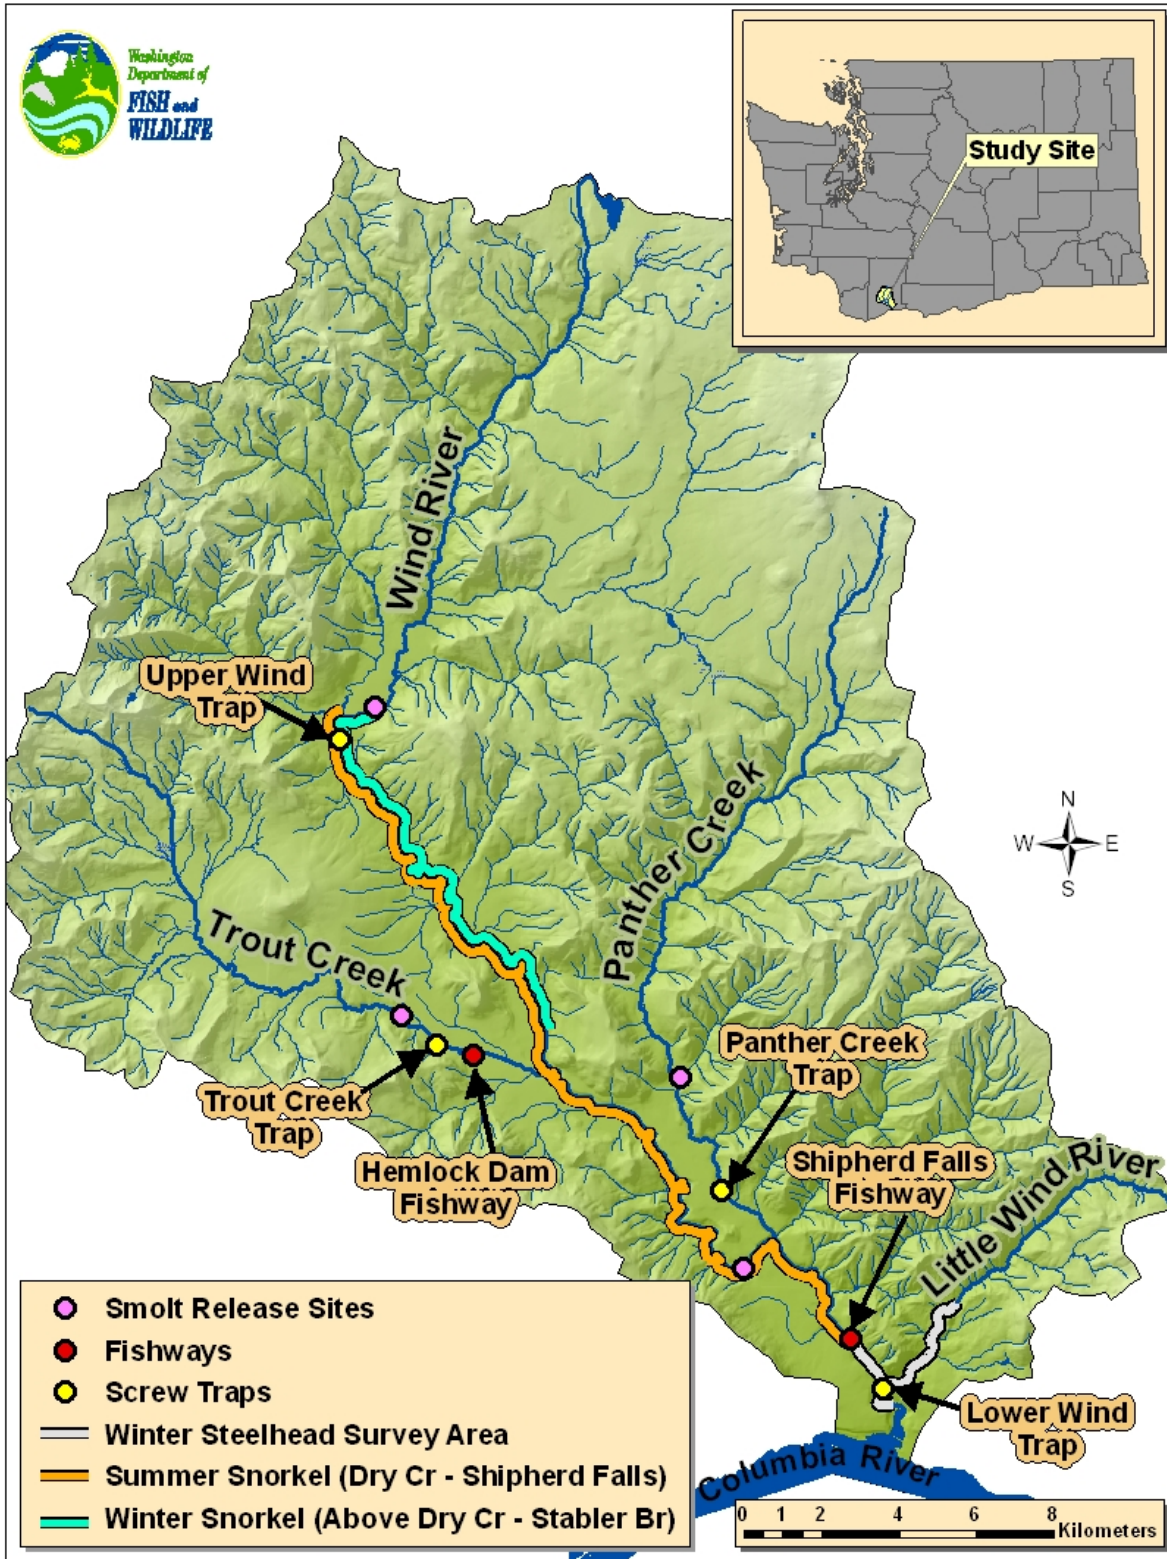 Washington
Department of
FISH and
WILDLIFE
Study Site
Wind River
Upper Wind
Trap
Panther Creek
N
W
E
S
Trout Creek
Panther Creek
Trap
Trout Creek
Trap
Hemlock Dam
Fishway
Shipherd Falls
Fishway
Little Wind River
Smolt Release Sites
Fishways
Screw Traps
Winter Steelhead Survey Area
Summer Snorkel (Dry Cr - Shipherd Falls)
Winter Snorkel (Above Dry Cr - Stabler Br)
Lower Wind
Trap
Columbia River
0 1 2 4 6 8
Kilometers